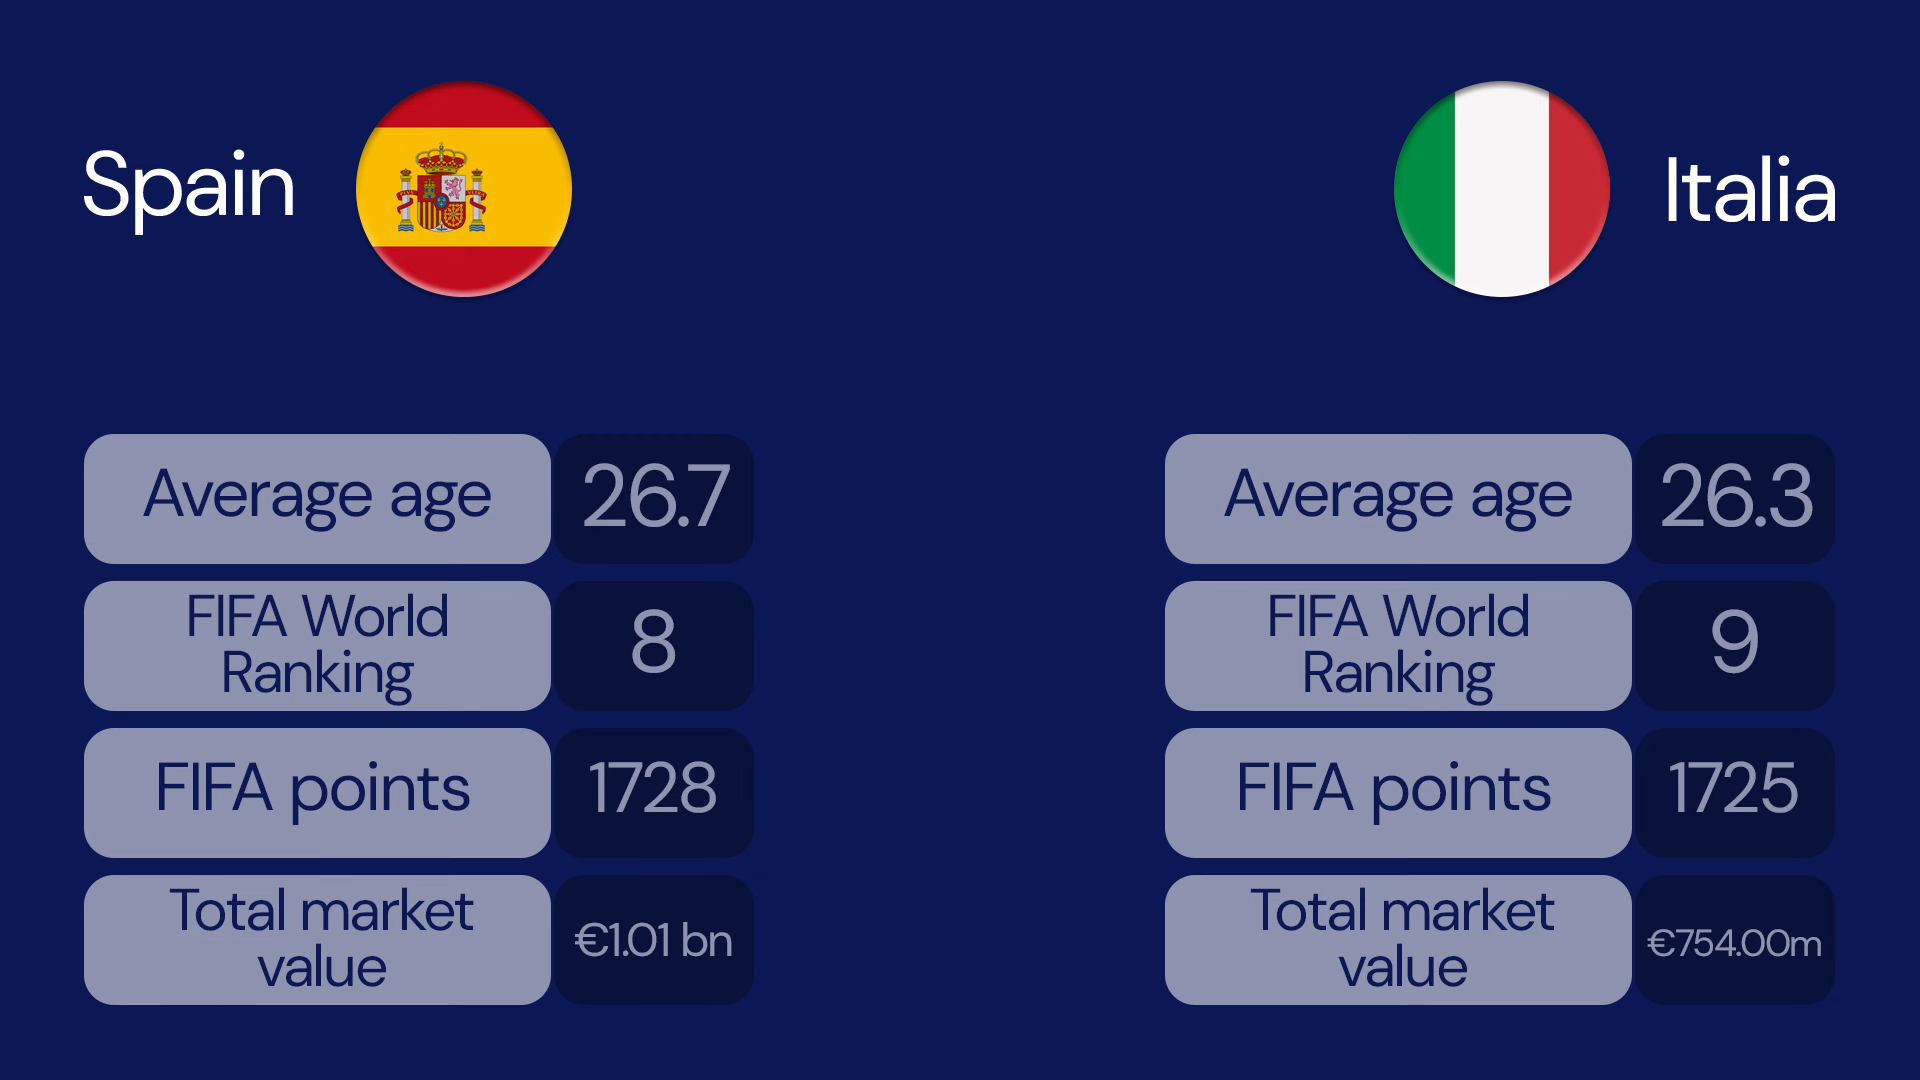 Spain
Italia
Average age
26.7
FIFA World
Ranking
8
FIFA points
1728
Total market
value
€1.01 bn
Average age
26.3
FIFA World
Ranking
9
FIFA points
1725
Total market
value
€754.00m